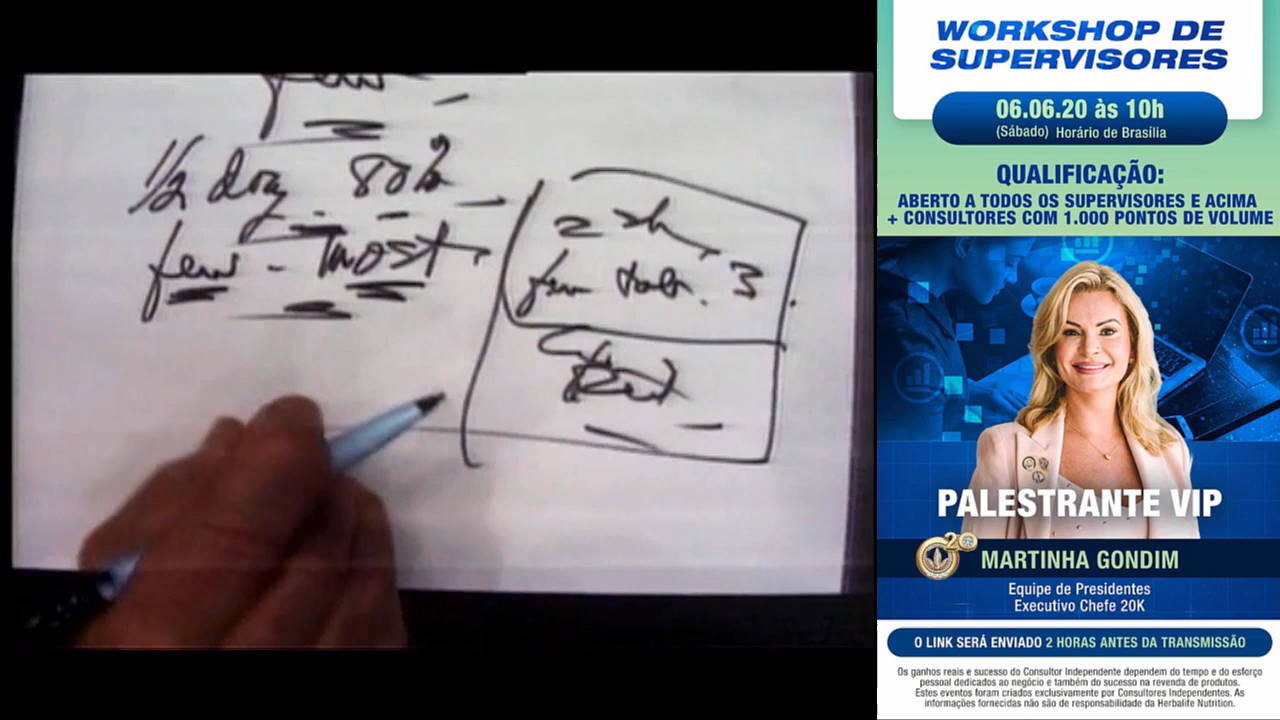 few
1/2 day
few - most
3
WORKSHOP DE
SUPERVISORES
06.06.20 às 10h
(Sábado) Horário de Brasília
QUALIFICAÇÃO:
ABERTO A TODOS OS SUPERVISORES E ACIMA
+ CONSULTORES COM 1.000 PONTOS DE VOLUME
PALESTRANTE VIP
20
MARTINHA GONDIM
Equipe de Presidentes
Executivo Chefe 20K
O LINK SERÁ ENVIADO 2 HORAS ANTES DA TRANSMISSÃO
Os ganhos reais e sucesso do Consultor Independente dependem do tempo e do esforço
pessoal dedicados ao negócio e também do sucesso na revenda de produtos.
Estes eventos foram criados exclusivamente por Consultores Independentes. As
informações fornecidas não são de responsabilidade da Herbalife Nutrition.